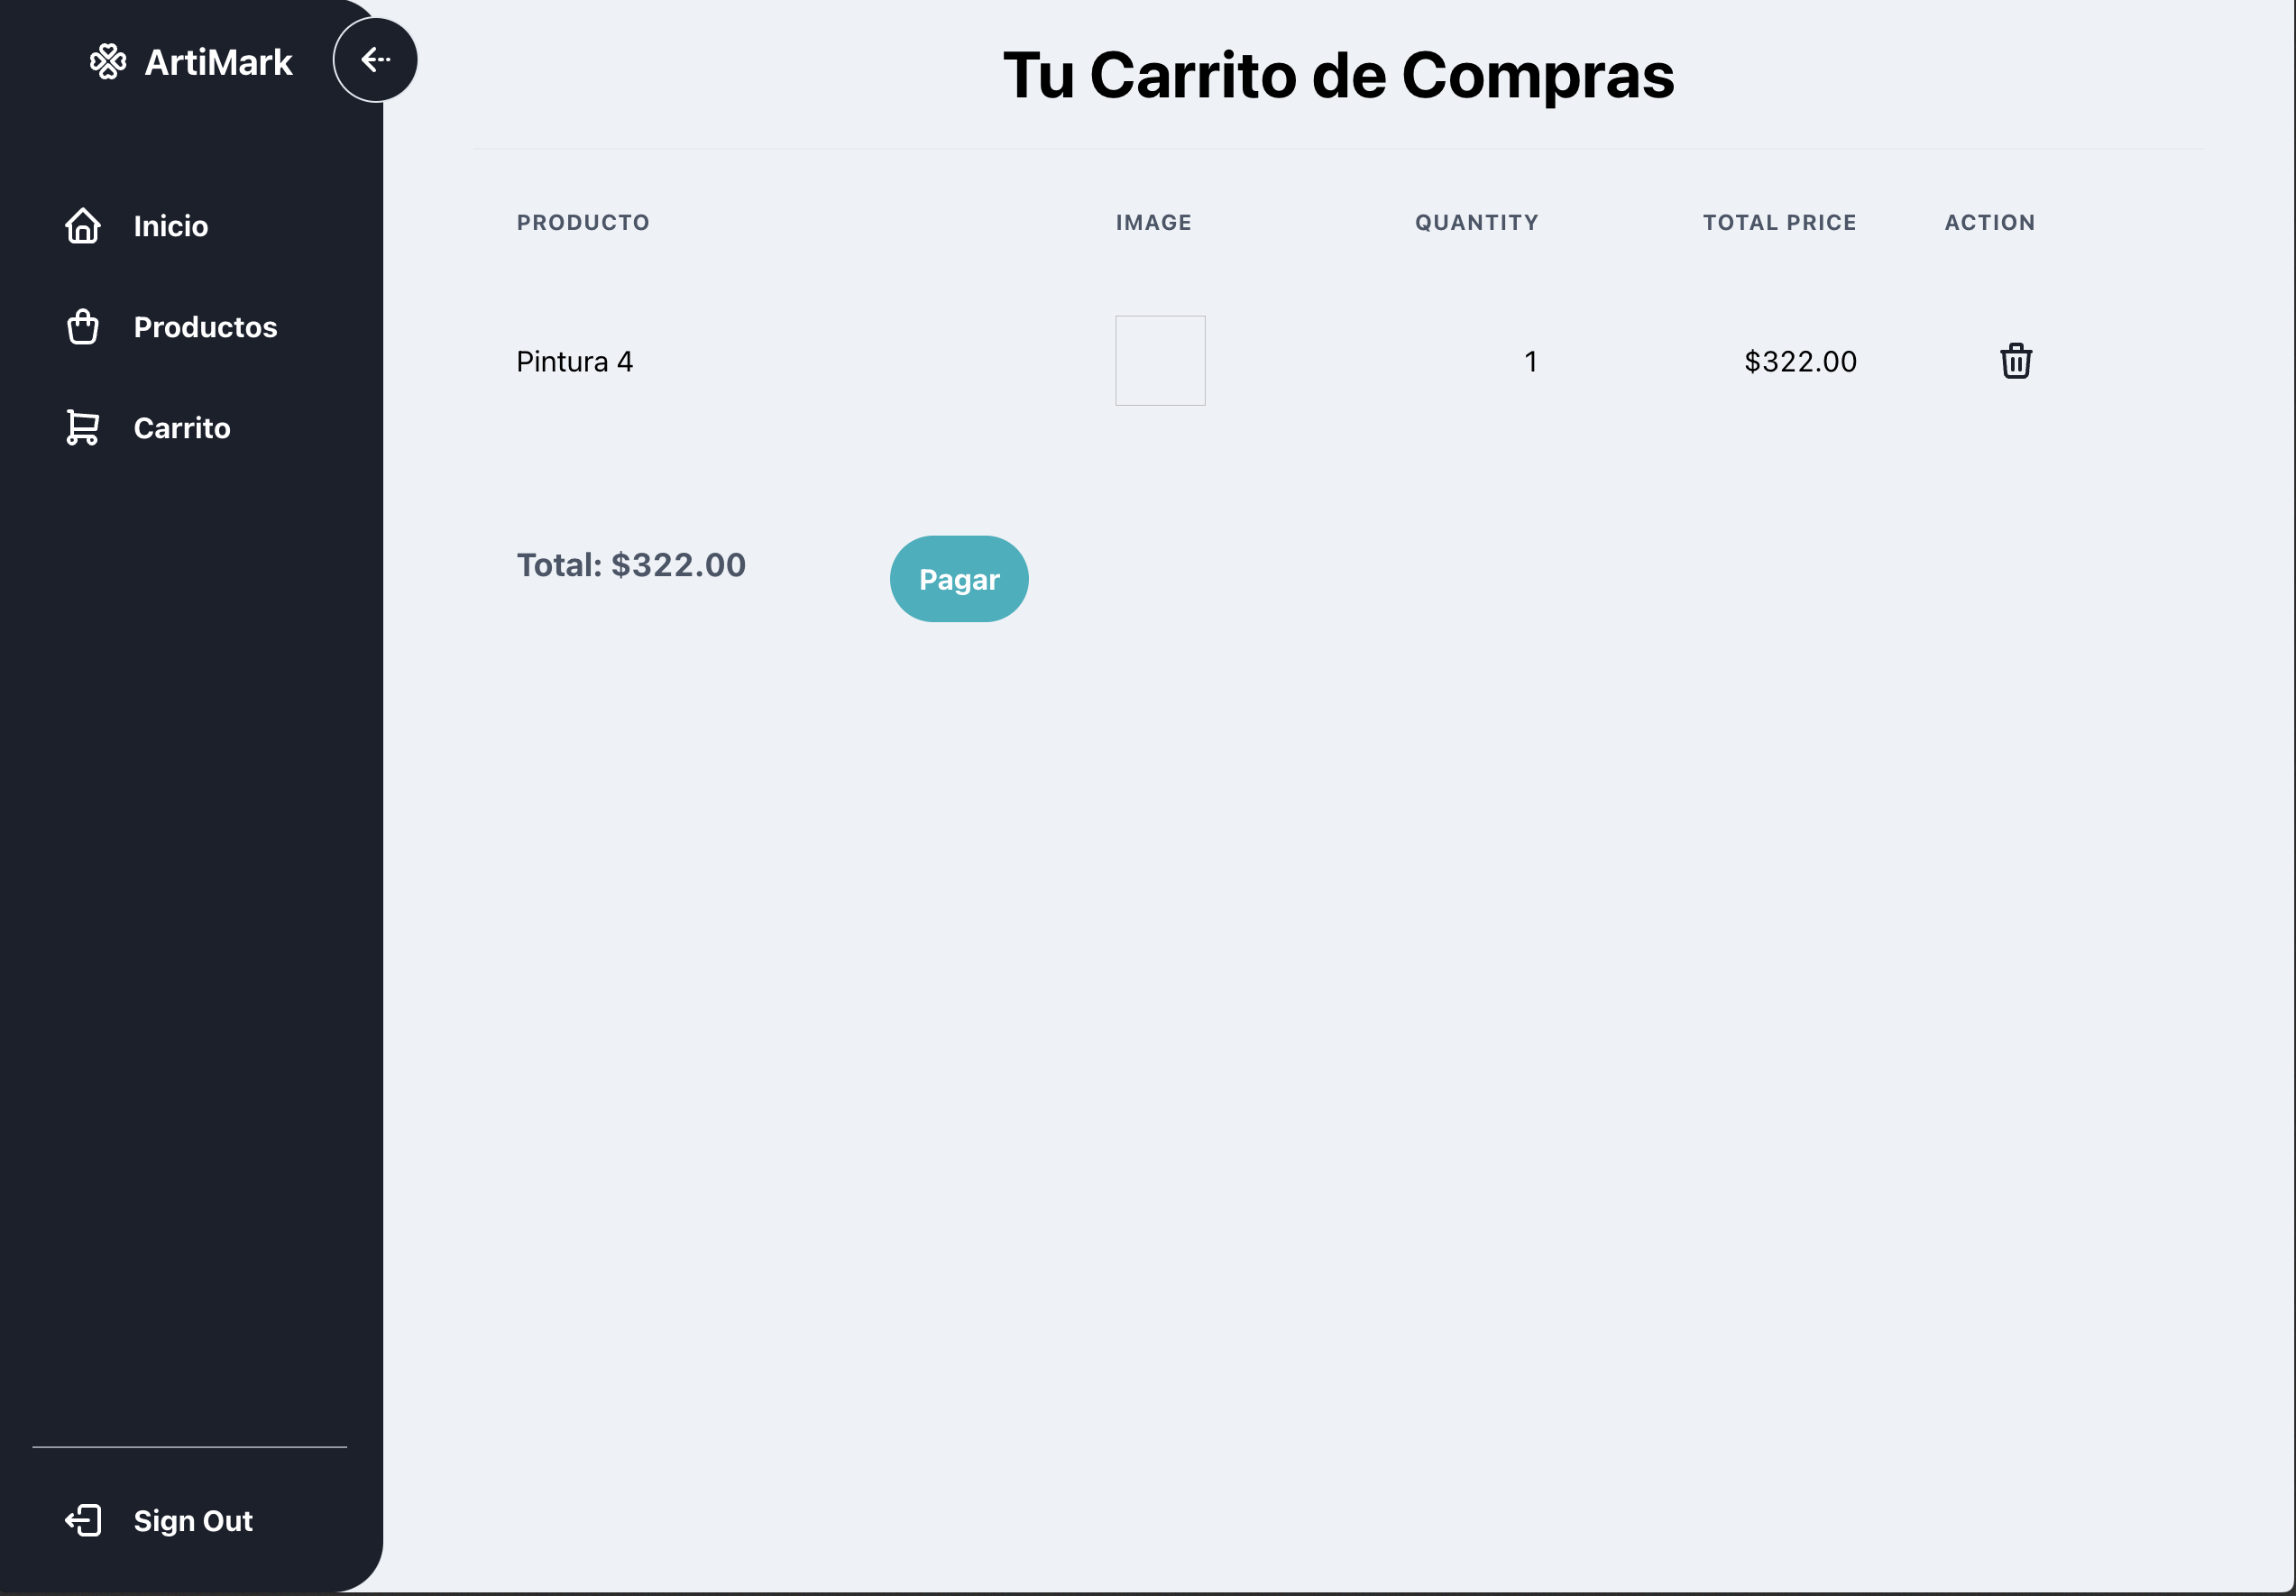 ArtiMark
Inicio
Productos
Carrito
Sign Out
Tu Carrito de Compras
PRODUCTO IMAGE QUANTITY TOTAL PRICE ACTION
Pintura 4 1 $322.00
Total: $322.00 Pagar